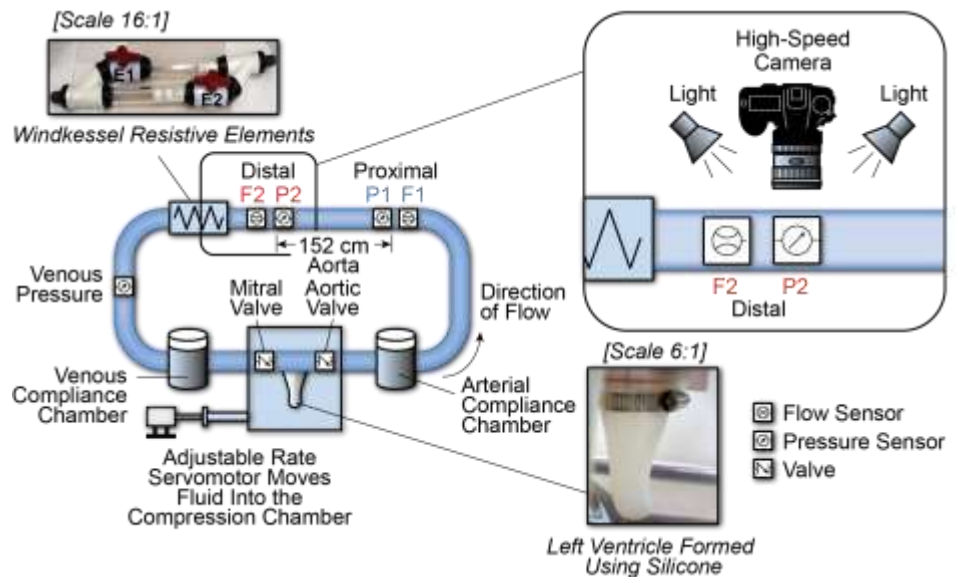 [Scale 16:1]
E1
E2
Windkessel Resistive Elements
Distal
F2 P2
Proximal
P1 F1
152 cm
Aorta
Aortic
Valve
Mitral
Valve
Venous
Pressure
Direction
of Flow
Venous
Compliance
Chamber
Arterial
Compliance
Chamber
Adjustable Rate
Servomotor Moves
Fluid Into the
Compression Chamber
High-Speed
Camera
Light
Light
F2
P2
Distal
[Scale 6:1]
Left Ventricle Formed
Using Silicone
Flow Sensor
Pressure Sensor
Valve